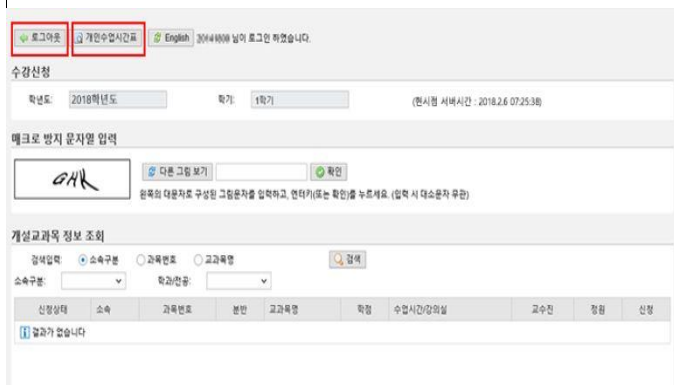 로그아웃 개인수업시간표 English 님이 로그인 하였습니다.
수강신청
학년도: 2018학년도 학기: 1학기 (현시점 서버시간 : 2018.2.6 07:25:38)
매크로 방지 문자열 입력
GHK 다른 그림 보기 확인
왼쪽의 대문자로 구성된 그림문자를 입력하고, 엔터키(또는 확인)를 누르세요. (입력 시 대소문자 무관)
개설교과목 정보 조회
검색입력: 소속구분 과목번호 교과목명 검색
소속구분: 학과/전공:
신청상태 소속 과목번호 분반 교과목명 학점 수업시간/강의실 교수진 정원 신청
결과가 없습니다